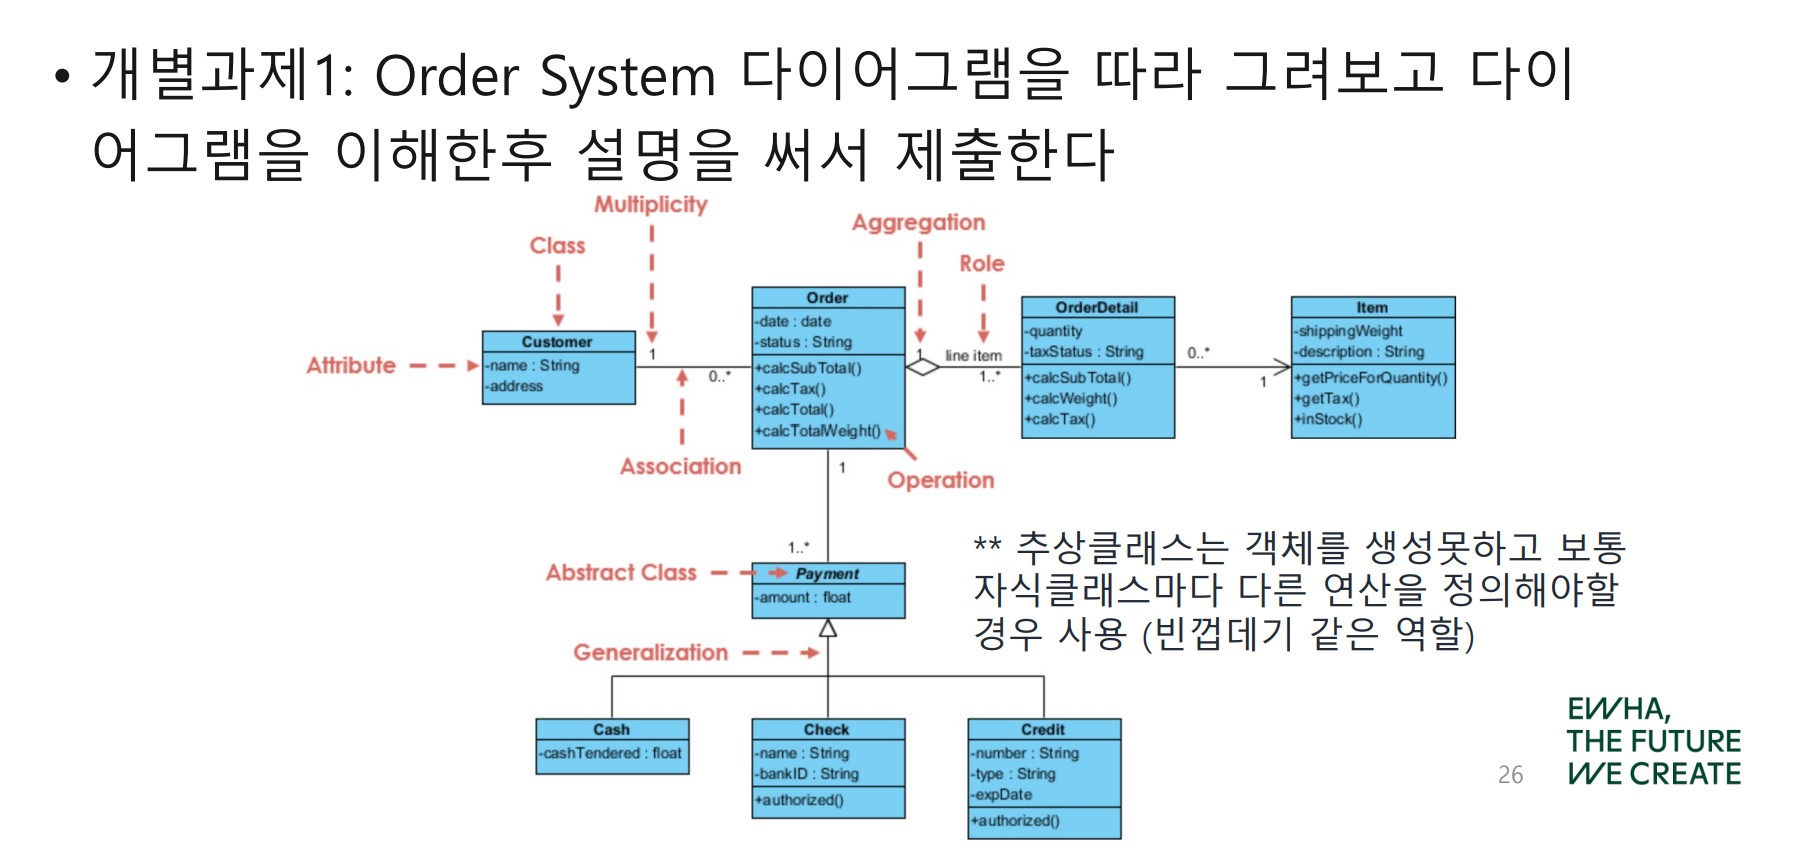 • 개별과제1: Order System 다이어그램을 따라 그려보고 다이
어그램을 이해한후 설명을 써서 제출한다
Multiplicity
Aggregation
Class
Role
Attribute
Association
Operation
Customer
-name : String
-address
1
0..*
Order
-date : date
-status : String
+calcSubTotal()
+calcTax()
+calcTotal()
+calcTotalWeight()
1
line item
1..*
OrderDetail
-quantity
-taxStatus : String
+calcSubTotal()
+calcWeight()
+calcTax()
0..*
1
Item
-shippingWeight
-description : String
+getPriceForQuantity()
+getTax()
+inStock()
1
1..*
Abstract Class
Payment
-amount : float
** 추상클래스는 객체를 생성못하고 보통
자식클래스마다 다른 연산을 정의해야할
경우 사용 (빈껍데기 같은 역할)
Generalization
Cash
-cashTendered : float
Check
-name : String
-bankID : String
+authorized()
Credit
-number : String
-type : String
-expDate
+authorized()
26
EWHA,
THE FUTURE
WE CREATE